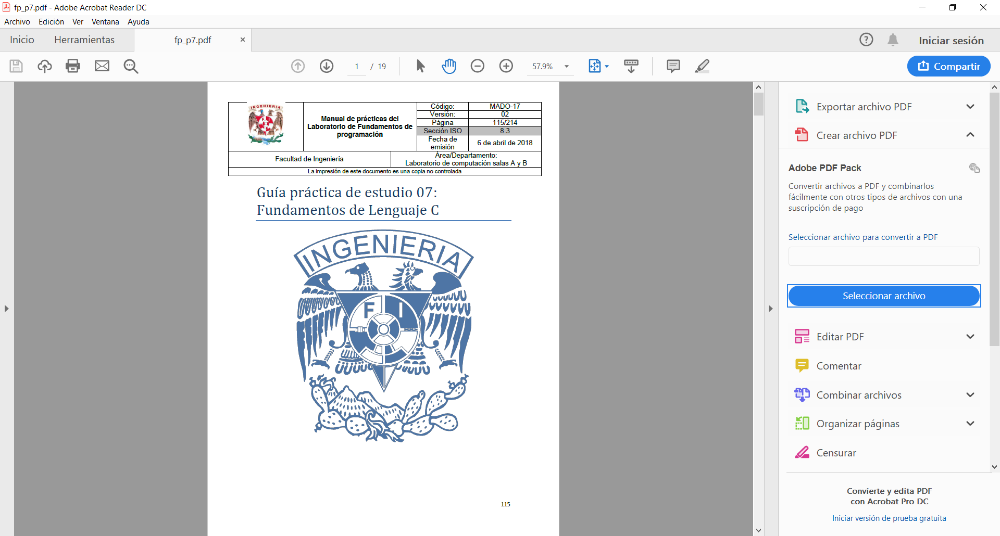 fp_p7.pdf - Adobe Acrobat Reader DC
Archivo Edición Ver Ventana Ayuda
Inicio Herramientas fp_p7.pdf Iniciar sesión
1 / 19 57.9% Compartir
INGENIERIA
F I
Manual de prácticas del
Laboratorio de Fundamentos de
programación
Código: MADO-17
Versión: 02
Página 115/214
Sección ISO 8.3
Fecha de
emisión
6 de abril de 2018
Facultad de Ingeniería
Área/Departamento:
Laboratorio de computación salas A y B
La impresión de este documento es una copia no controlada
Guía práctica de estudio 07:
Fundamentos de Lenguaje C
INGENIERIA
F I
115
Exportar archivo PDF
Crear archivo PDF
Adobe PDF Pack
Convertir archivos a PDF y combinarlos
fácilmente con otros tipos de archivos con una
suscripción de pago
Seleccionar archivo para convertir a PDF
Seleccionar archivo
Editar PDF
Comentar
Combinar archivos
Organizar páginas
Censurar
Convierte y edita PDF
con Acrobat Pro DC
Iniciar versión de prueba gratuita